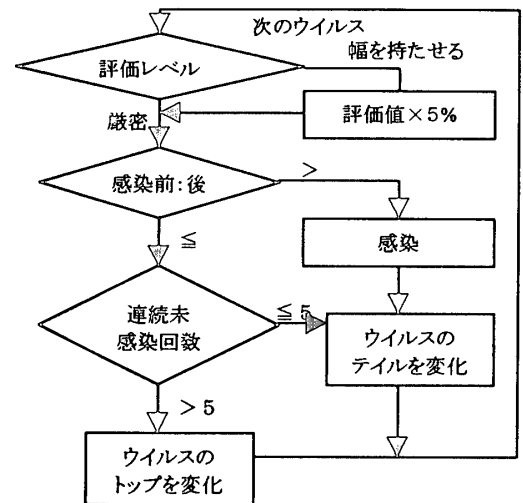 次のウイルス
幅を持たせる
評価レベル
評価値×5%
厳密
感染前:後
>
感染
≦
連続未
感染回数
≦ 5
ウイルスの
テイルを変化
> 5
ウイルスの
トップを変化